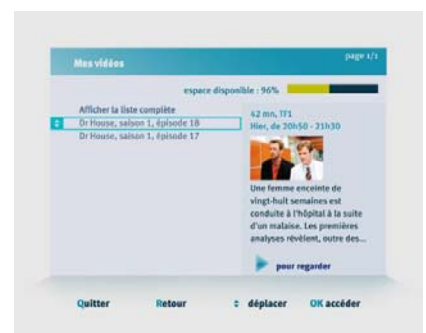 Mes vidéos
page 1/1
espace disponible : 96%
Afficher la liste complète
Dr House, saison 1, épisode 18
Dr House, saison 1, épisode 17
42 mn, TF1
Hier, de 20h50 - 21h30
Une femme enceinte de
vingt-huit semaines est
conduite à l'hôpital à la suite
d'un malaise. Les premières
analyses révèlent, outre des...
pour regarder
Quitter
Retour
déplacer
OK accéder